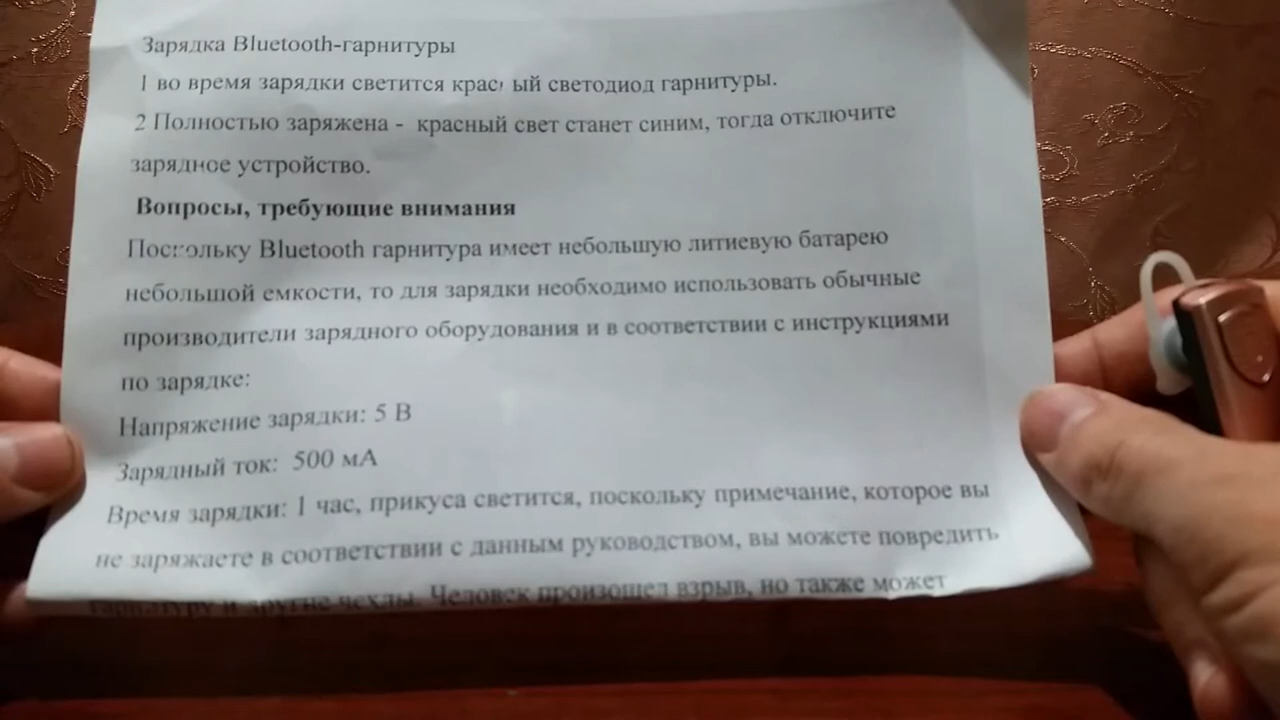 Зарядка Bluetooth-гарнитуры
1 во время зарядки светится крас ый светодиод гарнитуры.
2 Полностью заряжена - красный свет станет синим, тогда отключите
зарядное устройство.
Вопросы, требующие внимания
Поскольку Bluetooth гарнитура имеет небольшую литиевую батарею
небольшой емкости, то для зарядки необходимо использовать обычные
производители зарядного оборудования и в соответствии с инструкциями
по зарядке:
Напряжение зарядки: 5 В
Зарядный ток: 500 мА
Время зарядки: 1 час, прикуса светится, поскольку примечание, которое вы
не заряжаете в соответствии с данным руководством, вы можете повредить
гарнитуру и другие чехлы. Человек произошел взрыв, но также может